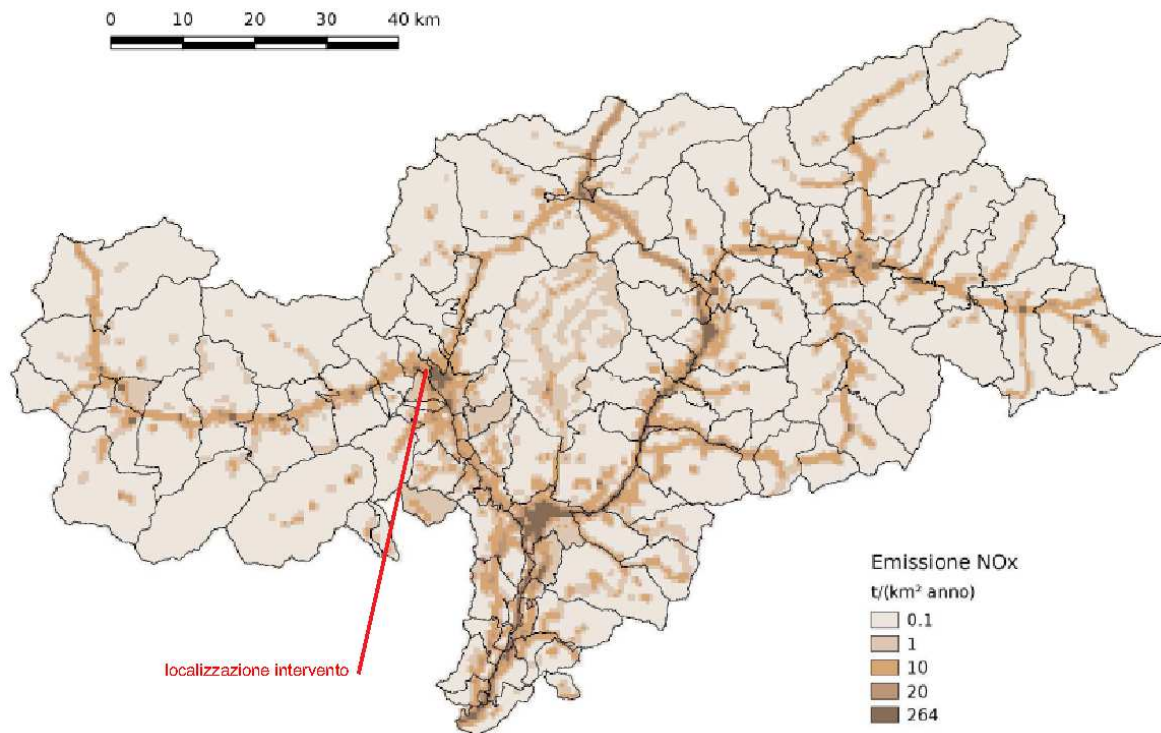 0 10 20 30 40 km
Emissione NOx
t/(km² anno)
0.1
1
10
20
264
localizzazione intervento